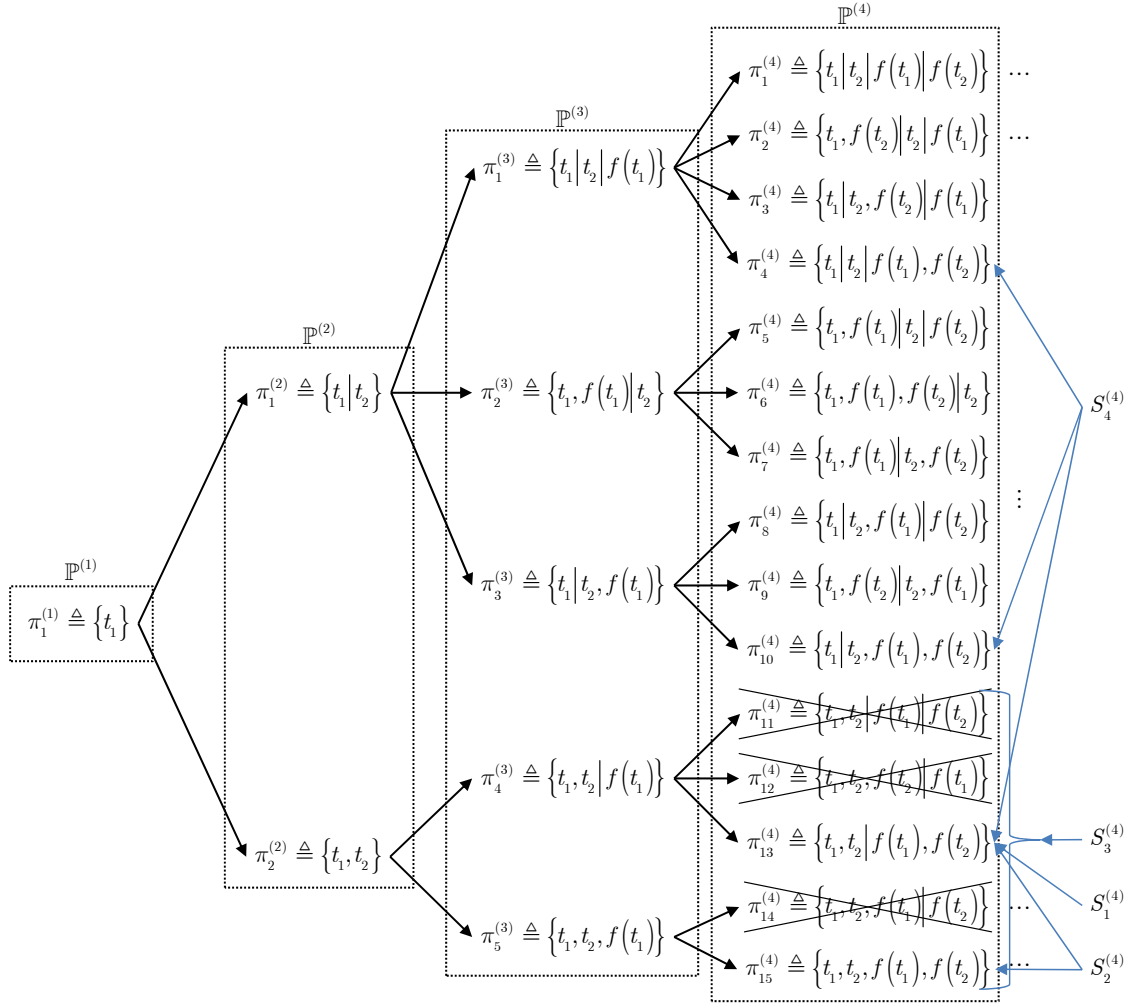 ℙ^(4)
π_1^(4) ≜ {t_1|t_2|f(t_1)|f(t_2)} ⋯
ℙ^(3)
π_2^(4) ≜ {t_1, f(t_2)|t_2|f(t_1)} ⋯
π_1^(3) ≜ {t_1|t_2|f(t_1)}
π_3^(4) ≜ {t_1|t_2, f(t_2)|f(t_1)}
π_4^(4) ≜ {t_1|t_2|f(t_1), f(t_2)}
ℙ^(2)
π_5^(4) ≜ {t_1, f(t_1)|t_2|f(t_2)}
π_1^(2) ≜ {t_1|t_2}
π_2^(3) ≜ {t_1, f(t_1)|t_2}
π_6^(4) ≜ {t_1, f(t_1), f(t_2)|t_2}
S_4^(4)
π_7^(4) ≜ {t_1, f(t_1)|t_2, f(t_2)}
⋮
π_8^(4) ≜ {t_1|t_2, f(t_1)|f(t_2)}
ℙ^(1)
π_3^(3) ≜ {t_1|t_2, f(t_1)}
π_9^(4) ≜ {t_1, f(t_2)|t_2, f(t_1)}
π_1^(1) ≜ {t_1}
π_10^(4) ≜ {t_1|t_2, f(t_1), f(t_2)}
π_11^(4) ≜ {t_1, t_2|f(t_1)|f(t_2)}
π_4^(3) ≜ {t_1, t_2|f(t_1)}
π_12^(4) ≜ {t_1, t_2, f(t_2)|f(t_1)}
π_2^(2) ≜ {t_1, t_2}
π_13^(4) ≜ {t_1, t_2|f(t_1), f(t_2)}
S_3^(4)
π_14^(4) ≜ {t_1, t_2, f(t_1)|f(t_2)} ⋯
S_1^(4)
π_5^(3) ≜ {t_1, t_2, f(t_1)}
π_15^(4) ≜ {t_1, t_2, f(t_1), f(t_2)} ⋯
S_2^(4)